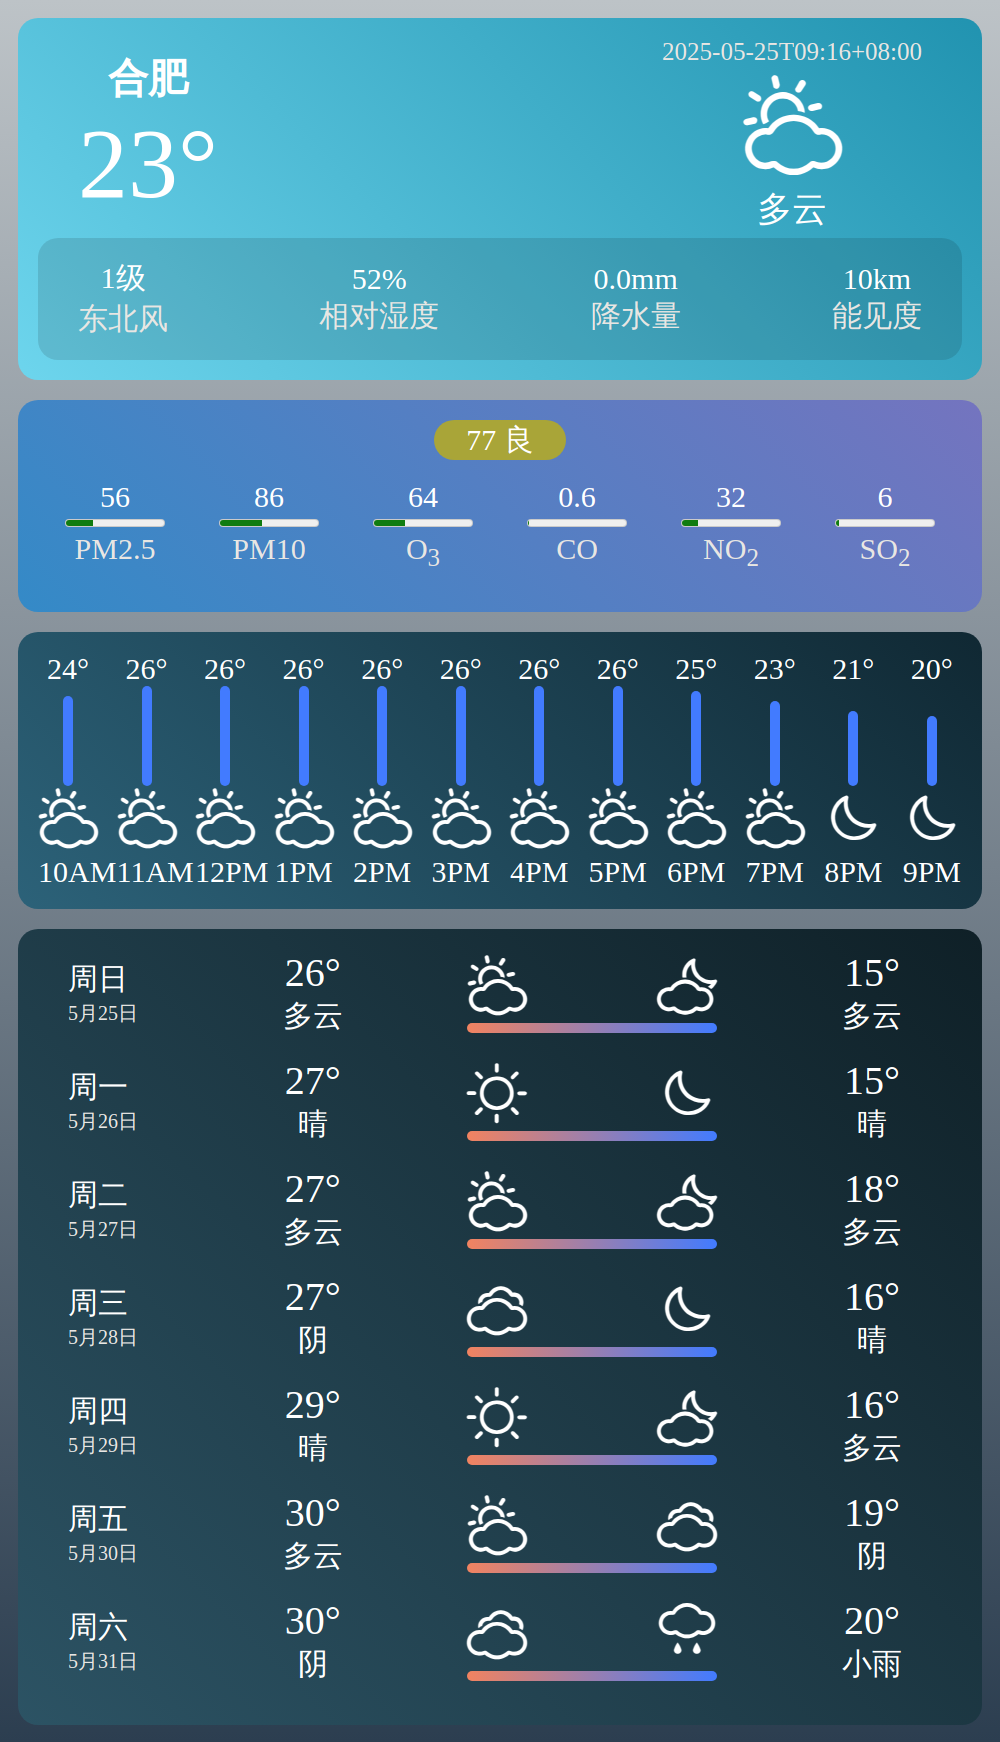 合肥
2025-05-25T09:16+08:00
23°
多云
1级 52% 0.0mm 10km
东北风 相对湿度 降水量 能见度
77 良
56 86 64 0.6 32 6
PM2.5 PM10 O3 CO NO2 SO2
24° 26° 26° 26° 26° 26° 26° 26° 25° 23° 21° 20°
10AM 11AM 12PM 1PM 2PM 3PM 4PM 5PM 6PM 7PM 8PM 9PM
周日 26° 15°
5月25日 多云 多云
周一 27° 15°
5月26日 晴 晴
周二 27° 18°
5月27日 多云 多云
周三 27° 16°
5月28日 阴 晴
周四 29° 16°
5月29日 晴 多云
周五 30° 19°
5月30日 多云 阴
周六 30° 20°
5月31日 阴 小雨